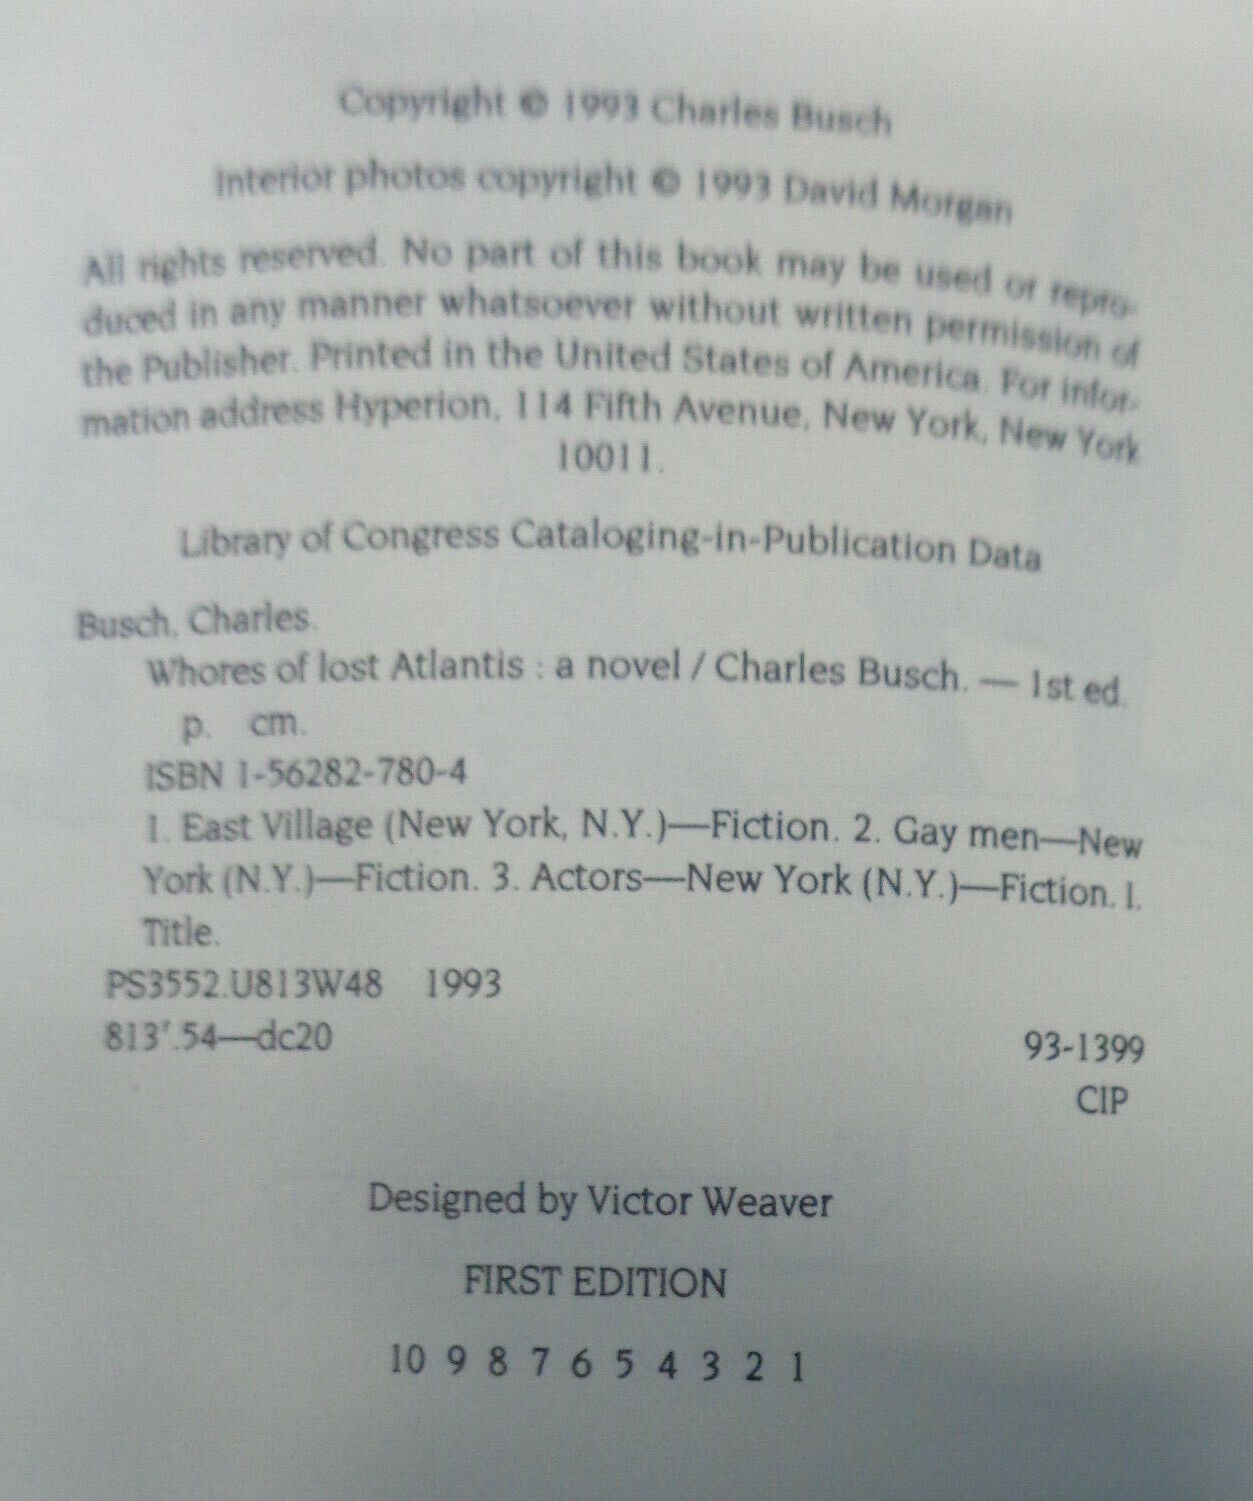 Copyright © 1993 Charles Busch
Interior photos copyright © 1993 David Morgan
All rights reserved. No part of this book may be used or repro-
duced in any manner whatsoever without written permission of
the Publisher. Printed in the United States of America. For infor-
mation address Hyperion, 114 Fifth Avenue, New York, New York
10011.
Library of Congress Cataloging-in-Publication Data
Busch, Charles.
Whores of lost Atlantis : a novel / Charles Busch. — 1st ed.
p. cm.
ISBN 1-56282-780-4
1. East Village (New York, N.Y.)—Fiction. 2. Gay men—New
York (N.Y.)—Fiction. 3. Actors—New York (N.Y.)—Fiction. I.
Title.
PS3552.U813W48 1993
813'.54—dc20
93-1399
CIP
Designed by Victor Weaver
FIRST EDITION
10 9 8 7 6 5 4 3 2 1